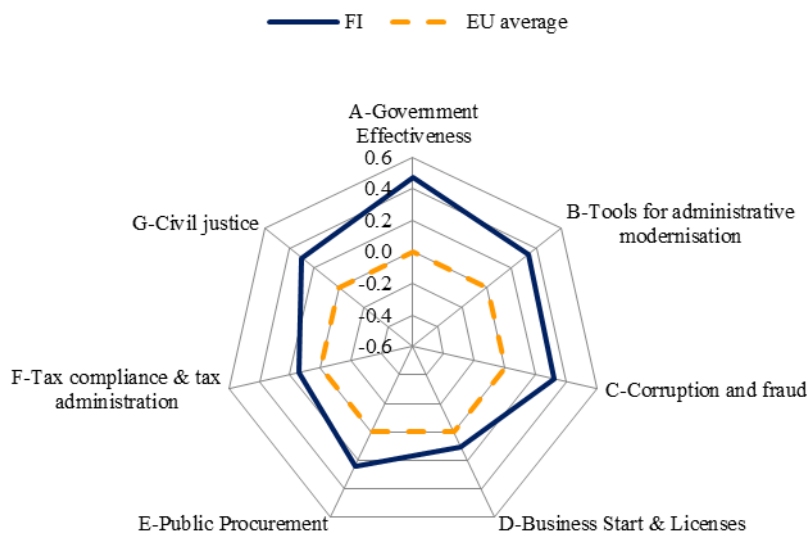 FI
EU average
A-Government
Effectiveness
0.6
0.4
0.2
0.0
-0.2
-0.4
-0.6
B-Tools for administrative
modernisation
C-Corruption and fraud
D-Business Start & Licenses
E-Public Procurement
F-Tax compliance & tax
administration
G-Civil justice